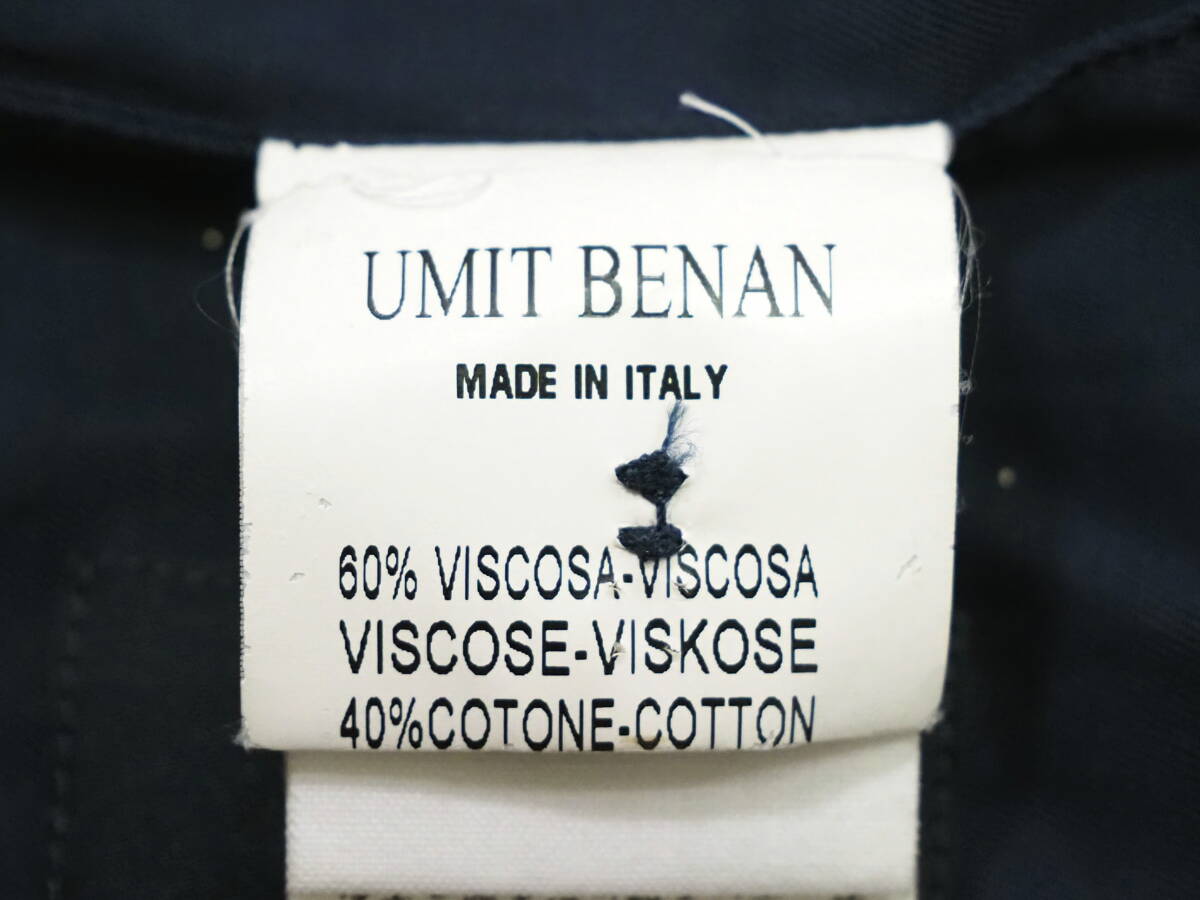 UMIT BENAN
MADE IN ITALY
60% VISCOSA-VISCOSA
VISCOSE-VISKOSE
40%COTONE-COTTON